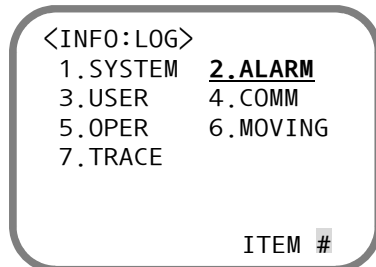 <INFO:LOG>
1.SYSTEM 2.ALARM
3.USER 4.COMM
5.OPER 6.MOVING
7.TRACE
ITEM #